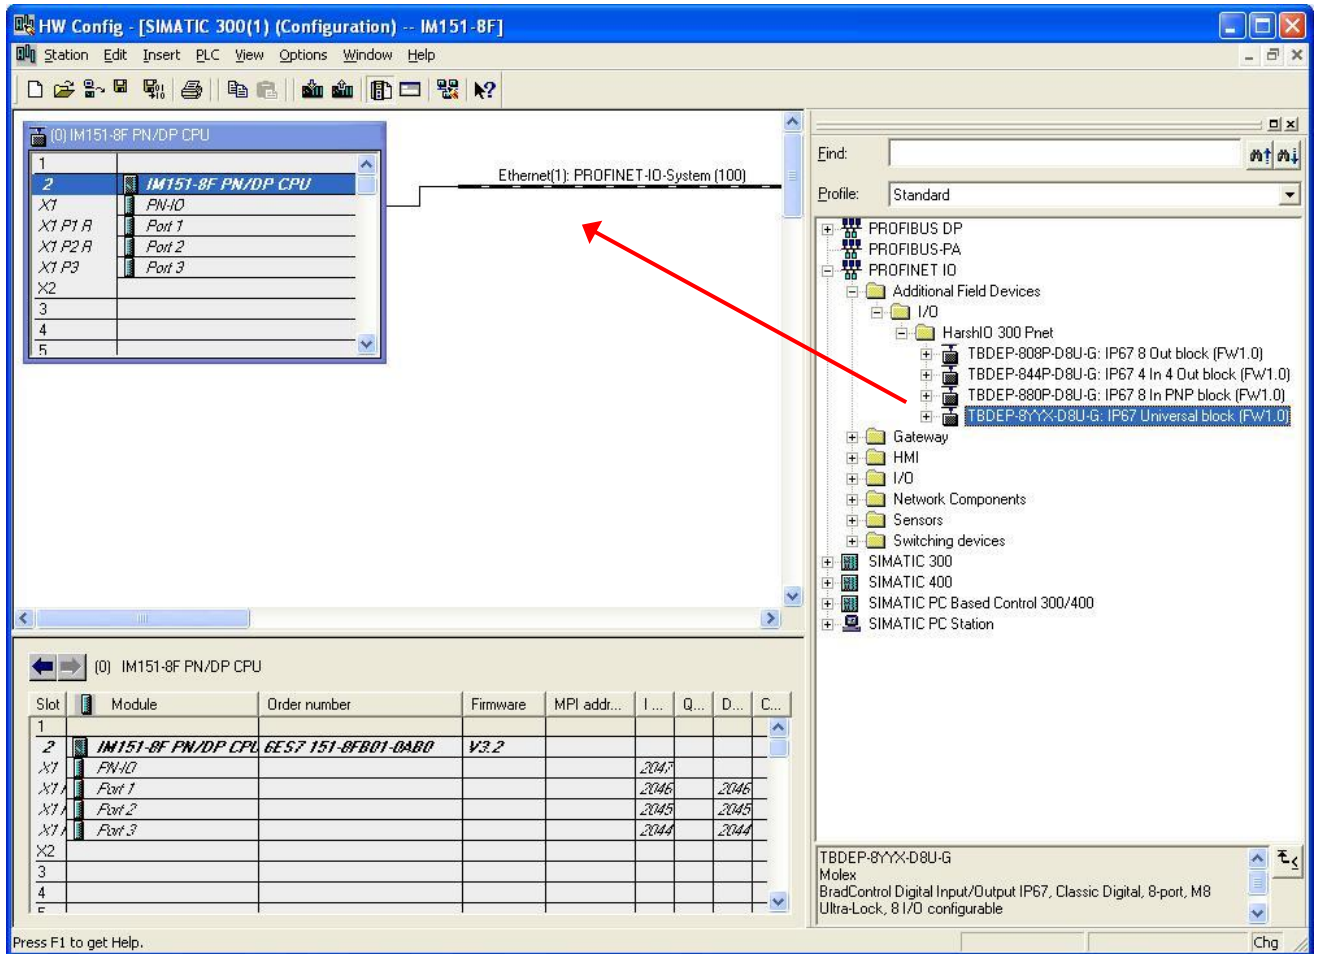 HW Config - [SIMATIC 300(1) (Configuration) -- IM151-8F]
Station Edit Insert PLC View Options Window Help
(0) IM151-8F PN/DP CPU
1
2 IM151-8F PN/DP CPU
X1 PN-IO
X1 P1 R Port 1
X1 P2 R Port 2
X1 P3 Port 3
X2
3
4
5
Ethernet(1): PROFINET-IO-System (100)
Find:
Profile: Standard
PROFIBUS DP
PROFIBUS-PA
PROFINET IO
Additional Field Devices
I/O
HarshIO 300 Pnet
TBDEP-808P-D8U-G: IP67 8 Out block (FW1.0)
TBDEP-844P-D8U-G: IP67 4 In 4 Out block (FW1.0)
TBDEP-880P-D8U-G: IP67 8 In PNP block (FW1.0)
TBDEP-8YYX-D8U-G: IP67 Universal block (FW1.0)
Gateway
HMI
I/O
Network Components
Sensors
Switching devices
SIMATIC 300
SIMATIC 400
SIMATIC PC Based Control 300/400
SIMATIC PC Station
(0) IM151-8F PN/DP CPU
Slot Module Order number Firmware MPI addr... I ... Q... D... C...
1
2 IM151-8F PN/DP CPU 6ES7 151-8FB01-0AB0 V3.2
X1 PN-IO 2047
X1 Port 1 2046 2046
X1 Port 2 2045 2045
X1 Port 3 2044 2044
X2
3
4
TBDEP-8YYX-D8U-G
Molex
BradControl Digital Input/Output IP67, Classic Digital, 8-port, M8
Ultra-Lock, 8 I/O configurable
Press F1 to get Help.
Chg